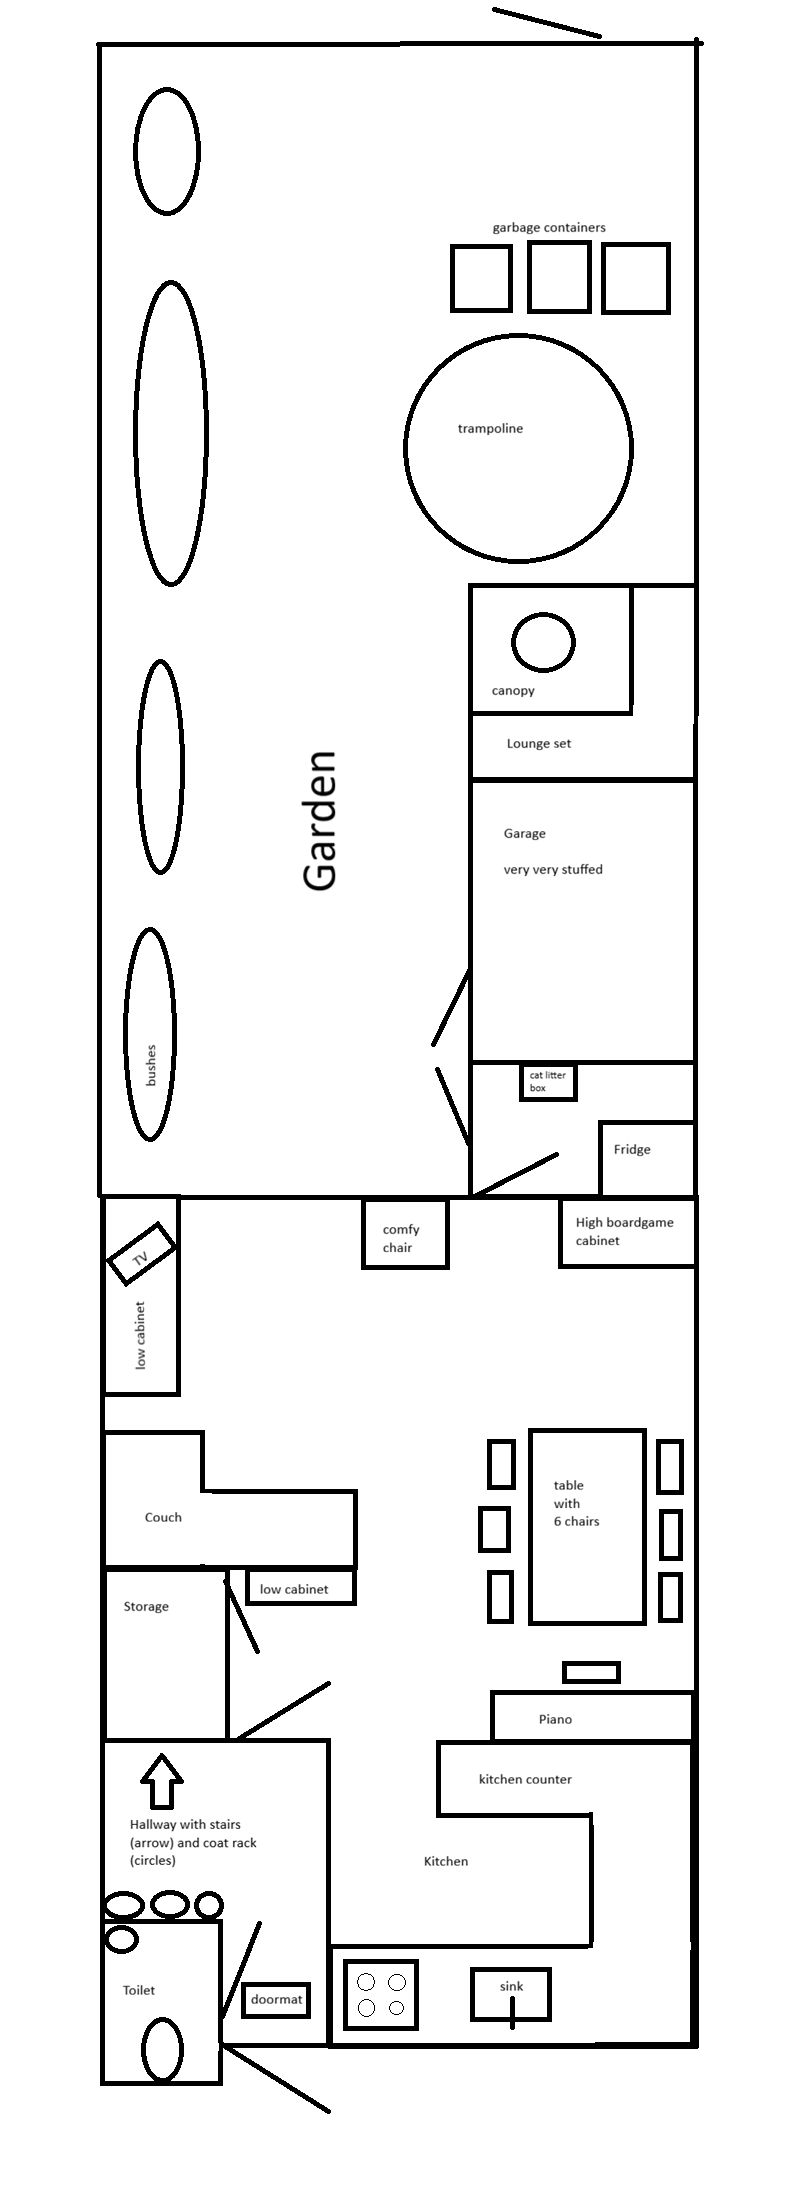 garbage containers
trampoline
canopy
Lounge set
Garden
Garage
very very stuffed
bushes
cat litter
box
Fridge
comfy
chair
High boardgame
cabinet
TV
low cabinet
table
with
6 chairs
Couch
low cabinet
Storage
Piano
kitchen counter
Hallway with stairs
(arrow) and coat rack
(circles)
Kitchen
Toilet
doormat
sink